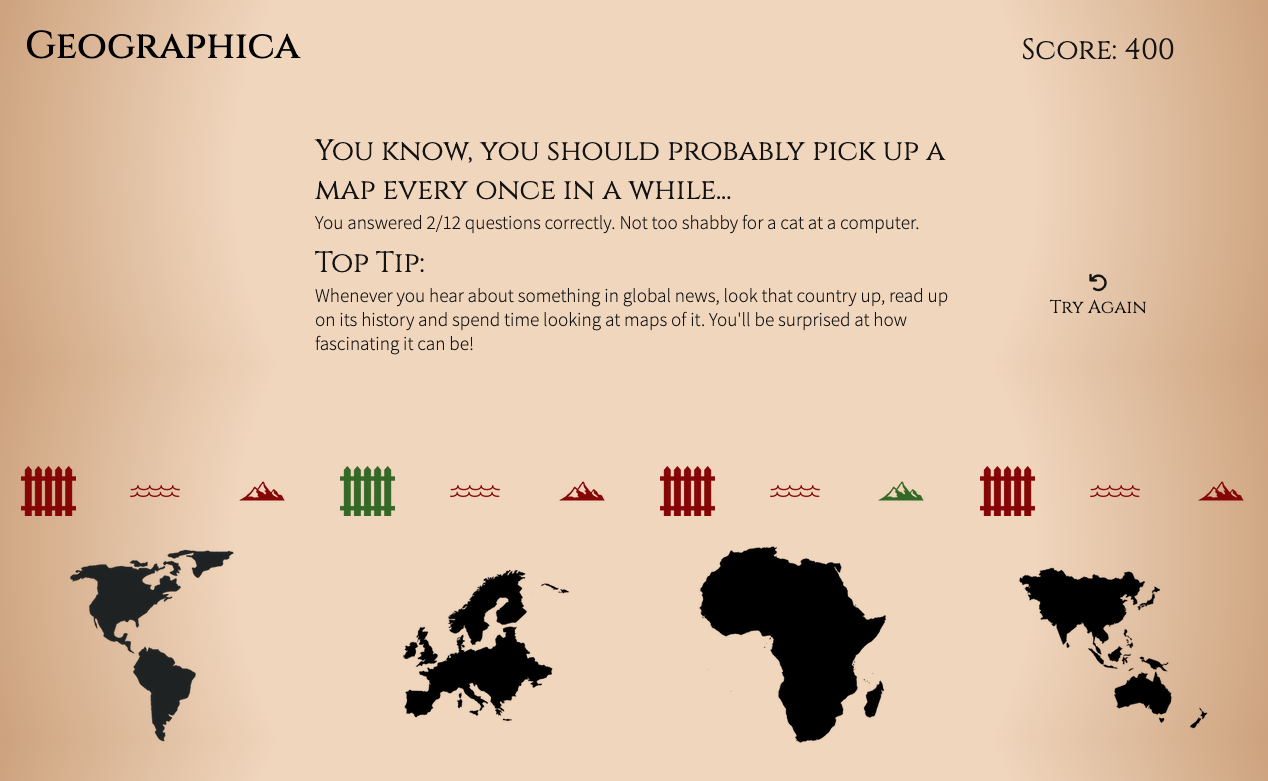 Geographica
Score: 400
You know, you should probably pick up a
map every once in a while...
You answered 2/12 questions correctly. Not too shabby for a cat at a computer.
Top Tip:
Whenever you hear about something in global news, look that country up, read up
on its history and spend time looking at maps of it. You'll be surprised at how
fascinating it can be!
Try Again